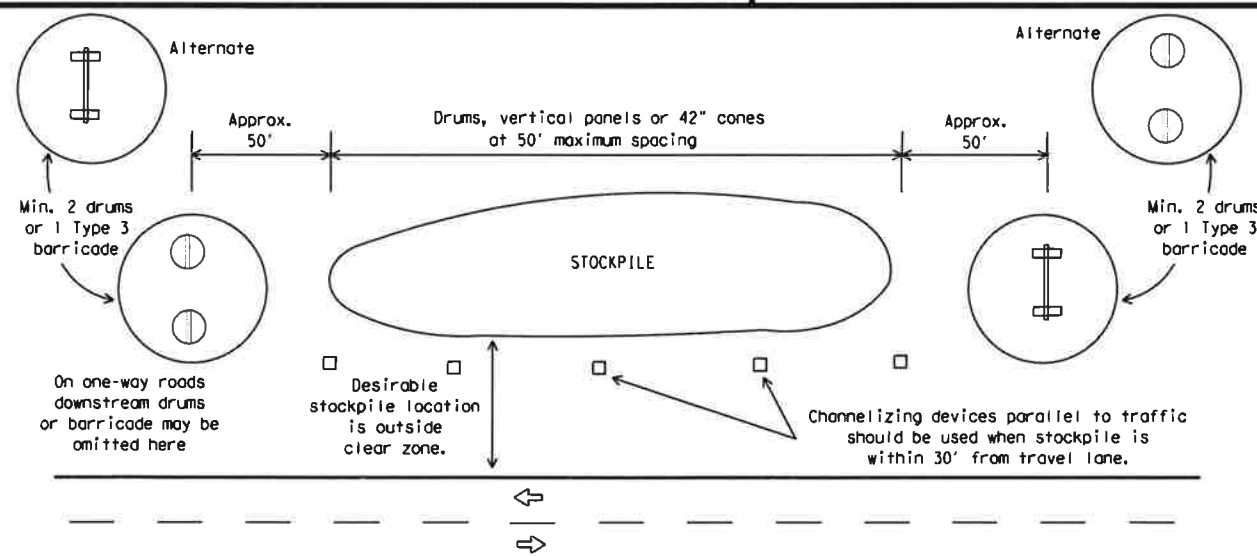 Alternate
Alternate
Approx.
50'
Drums, vertical panels or 42" cones
at 50' maximum spacing
Approx.
50'
Min. 2 drums
or 1 Type 3
barricade
Min. 2 drums
or 1 Type 3
barricade
STOCKPILE
On one-way roads
downstream drums
or barricade may be
omitted here
Desirable
stockpile location
is outside
clear zone.
Channelizing devices parallel to traffic
should be used when stockpile is
within 30' from travel lane.